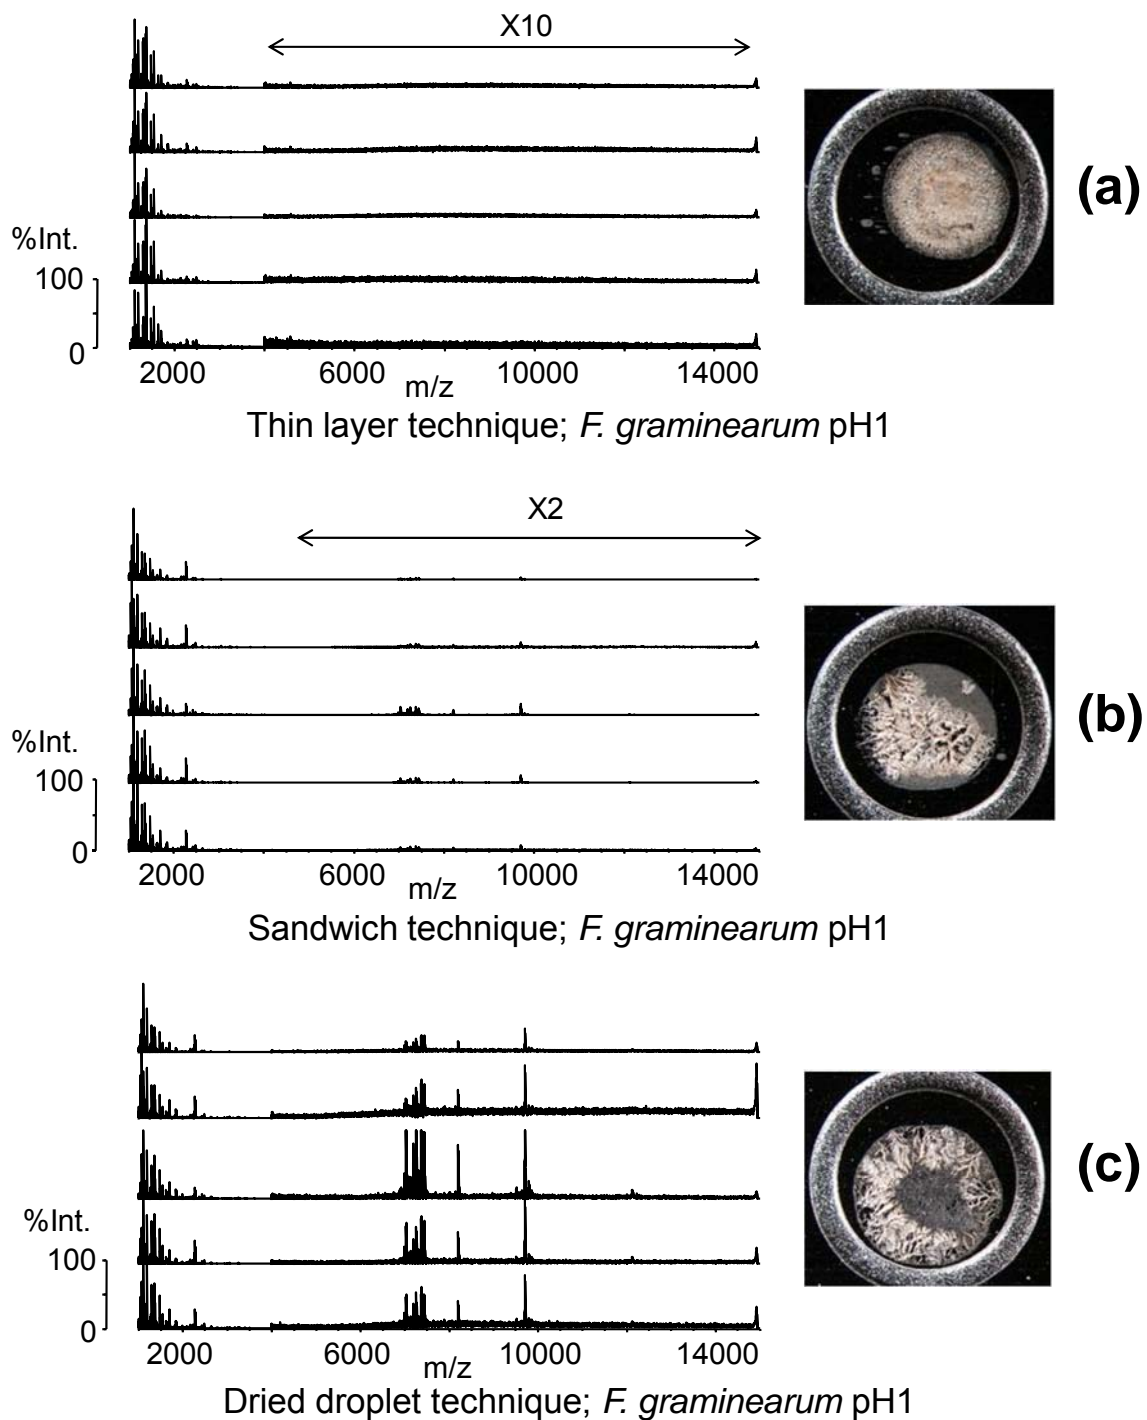 X10
(a)
%Int.
100
0
2000 6000 10000 14000
m/z
Thin layer technique; F. graminearum pH1
X2
(b)
%Int.
100
0
2000 6000 10000 14000
m/z
Sandwich technique; F. graminearum pH1
(c)
%Int.
100
0
2000 6000 10000 14000
m/z
Dried droplet technique; F. graminearum pH1